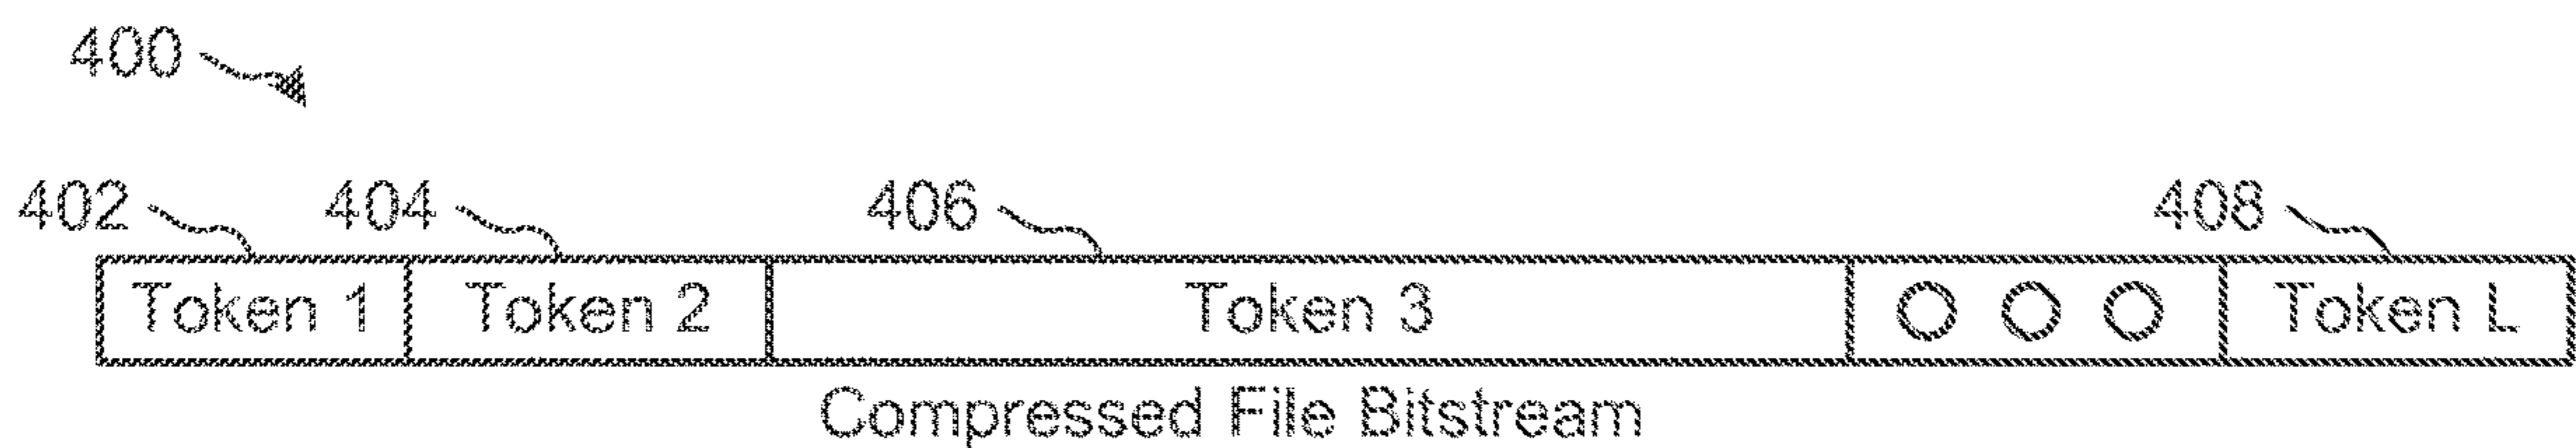 400
402 404 406 408
Token 1 Token 2 Token 3 Token L
Compressed File Bitstream